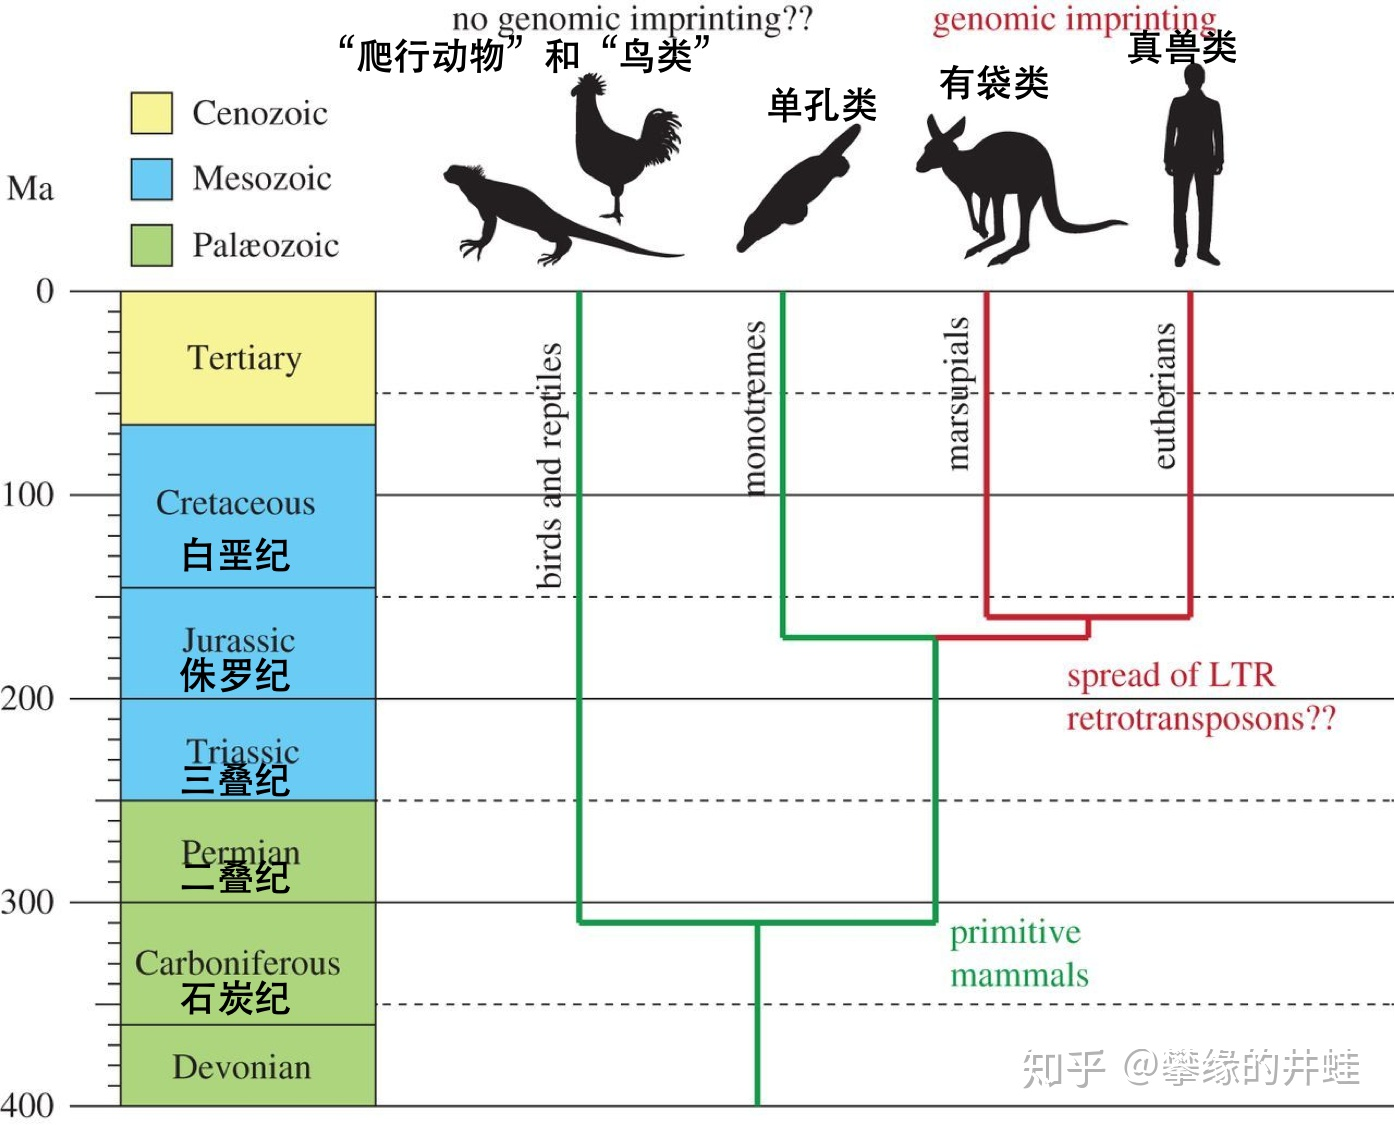 no genomic imprinting??
genomic imprinting
“爬行动物”和“鸟类”
真兽类
有袋类
单孔类
Cenozoic
Mesozoic
Palæozoic
Ma
0
Tertiary
birds and reptiles
monotremes
marsupials
eutherians
100
Cretaceous
白垩纪
Jurassic
侏罗纪
spread of LTR
retrotransposons??
200
Triassic
三叠纪
Permian
二叠纪
300
primitive
mammals
Carboniferous
石炭纪
Devonian
知乎 @攀缘的井蛙
400